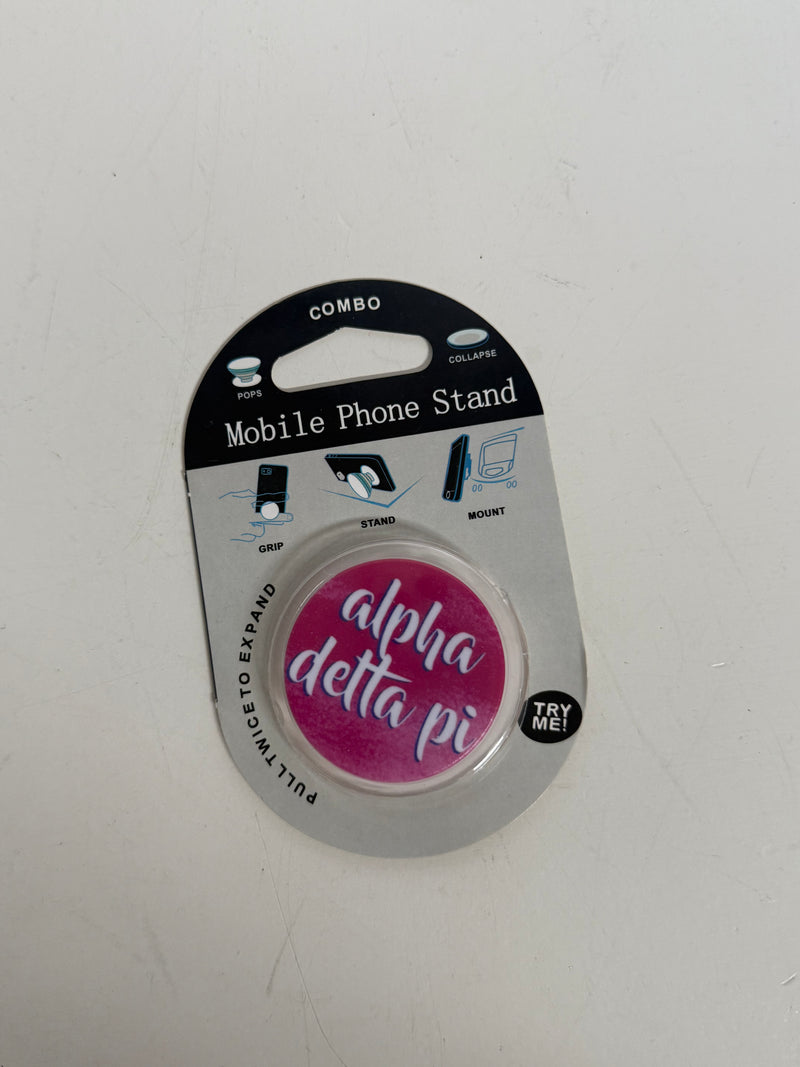 COMBO
POPS
COLLAPSE
Mobile Phone Stand
GRIP
STAND
MOUNT
PULL TWICE TO EXPAND
alpha
delta pi
TRY
ME!